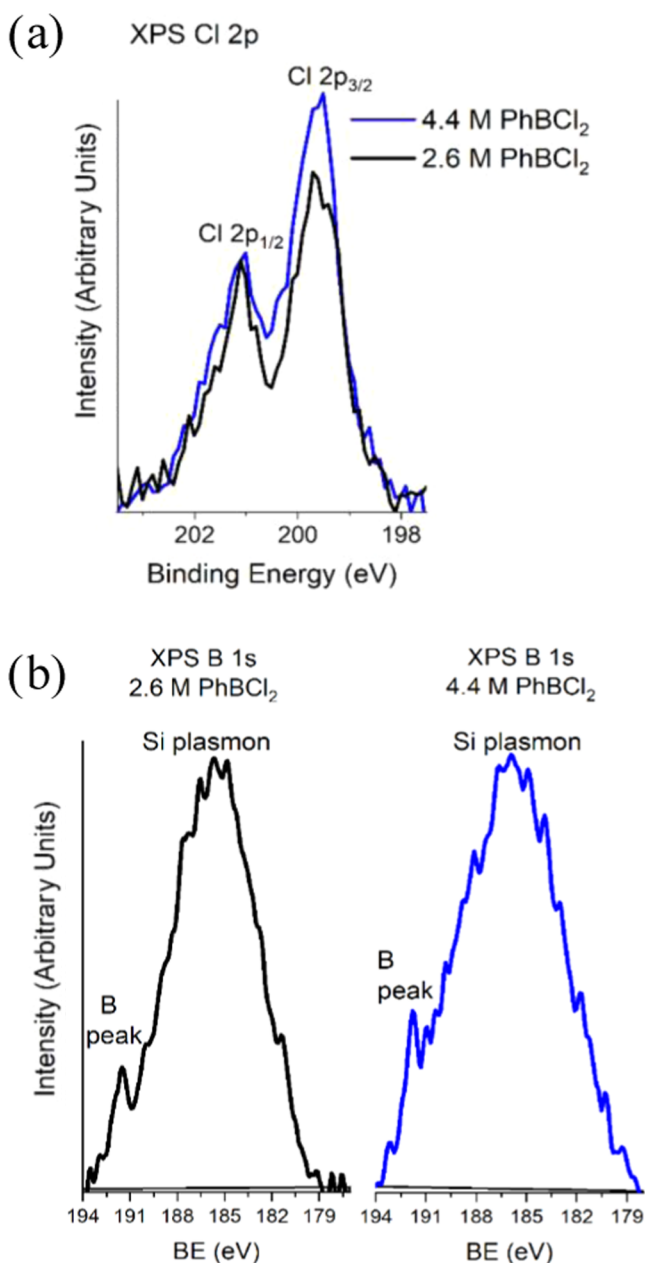 (a)
XPS Cl 2p
Cl 2p3/2
4.4 M PhBCl2
2.6 M PhBCl2
Cl 2p1/2
Intensity (Arbitrary Units)
202 200 198
Binding Energy (eV)
(b)
XPS B 1s
2.6 M PhBCl2
XPS B 1s
4.4 M PhBCl2
Si plasmon
Si plasmon
B
peak
B
peak
Intensity (Arbitrary Units)
194 191 188 185 182 179
194 191 188 185 182 179
BE (eV)
BE (eV)